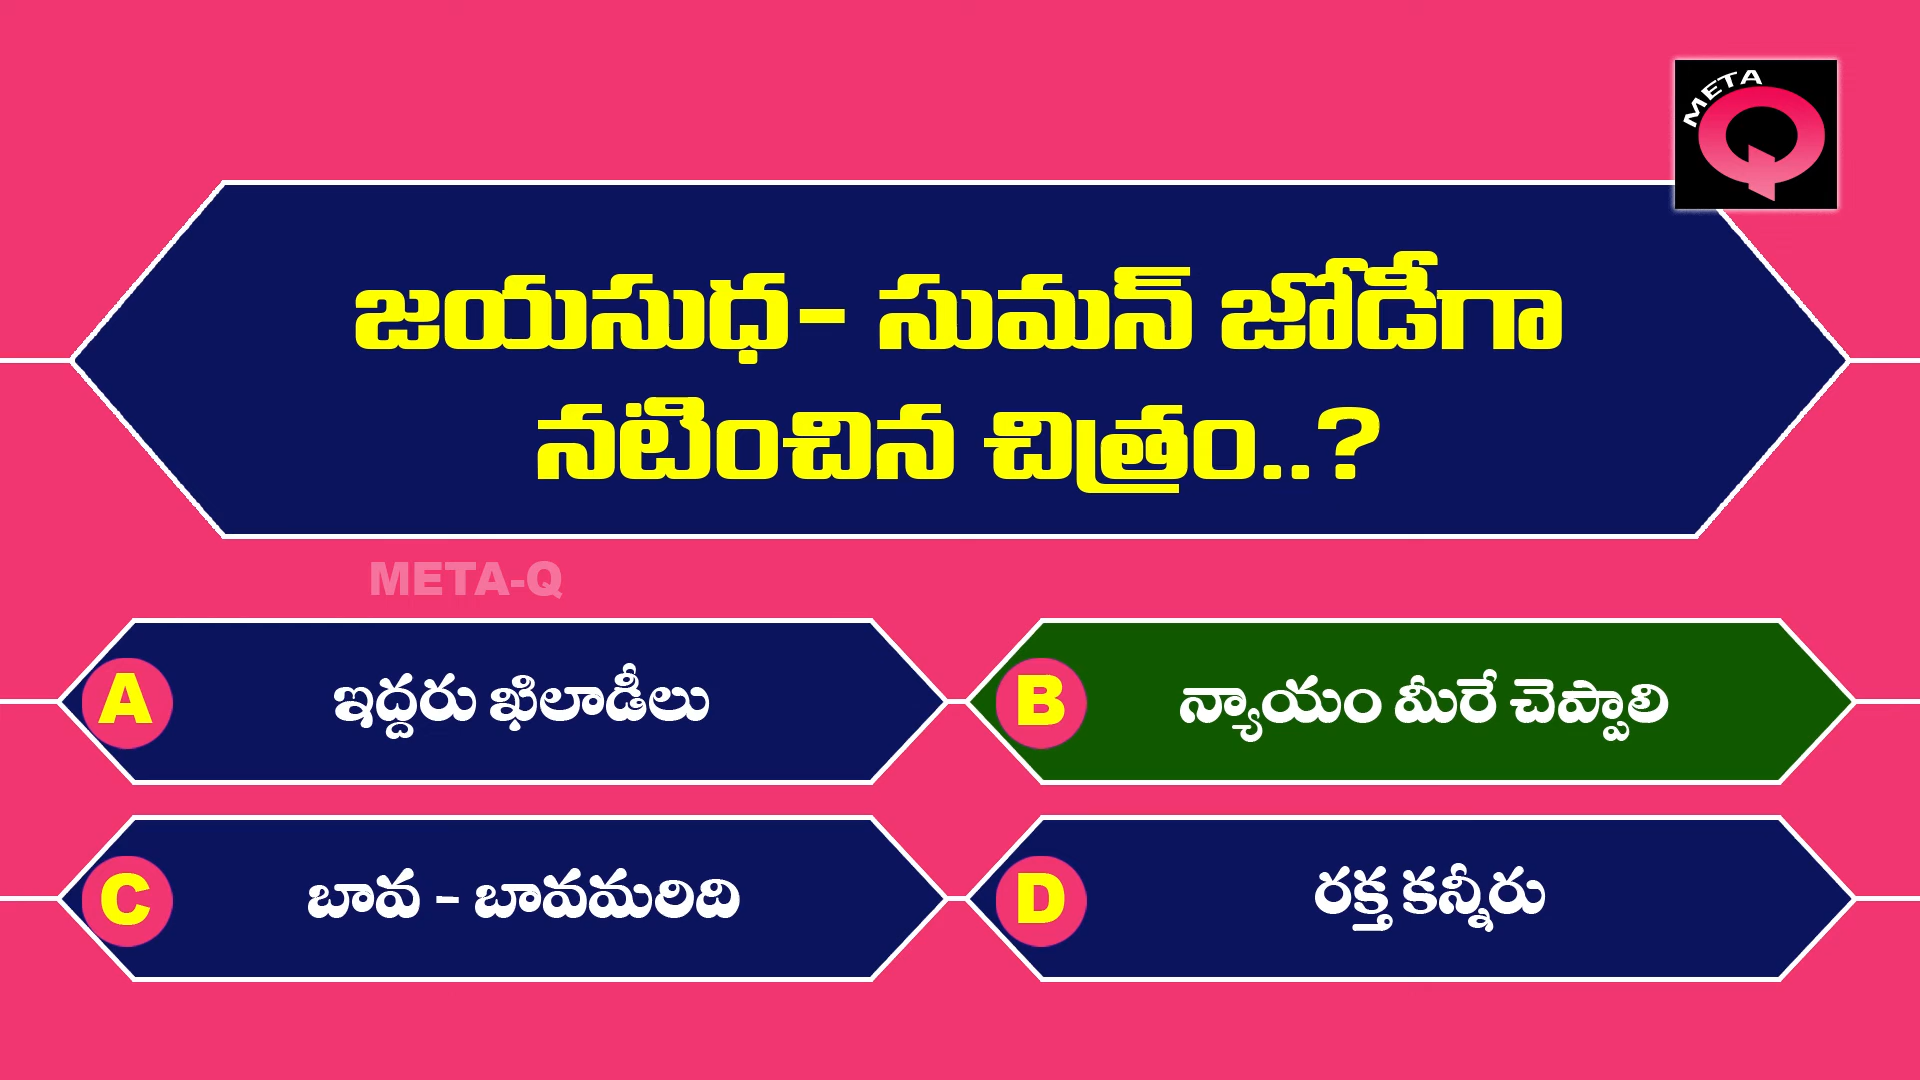 META
Q
జయసుధ- సుమన్ జోడీగా
నటించిన చిత్రం..?
META-Q
A ఇద్దరు ఖిలాడీలు
B న్యాయం మీరే చెప్పాలి
C బావ - బావమరిది
D రక్త కన్నీరు